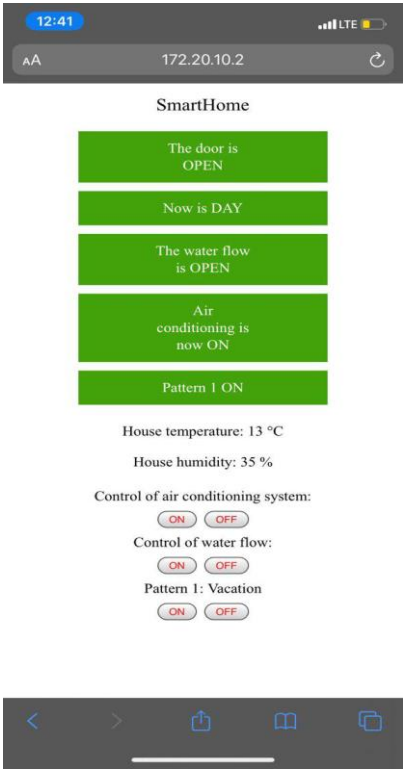 12:41
LTE
AA 172.20.10.2
SmartHome
The door is
OPEN
Now is DAY
The water flow
is OPEN
Air
conditioning is
now ON
Pattern 1 ON
House temperature: 13 °C
House humidity: 35 %
Control of air conditioning system:
ON OFF
Control of water flow:
ON OFF
Pattern 1: Vacation
ON OFF